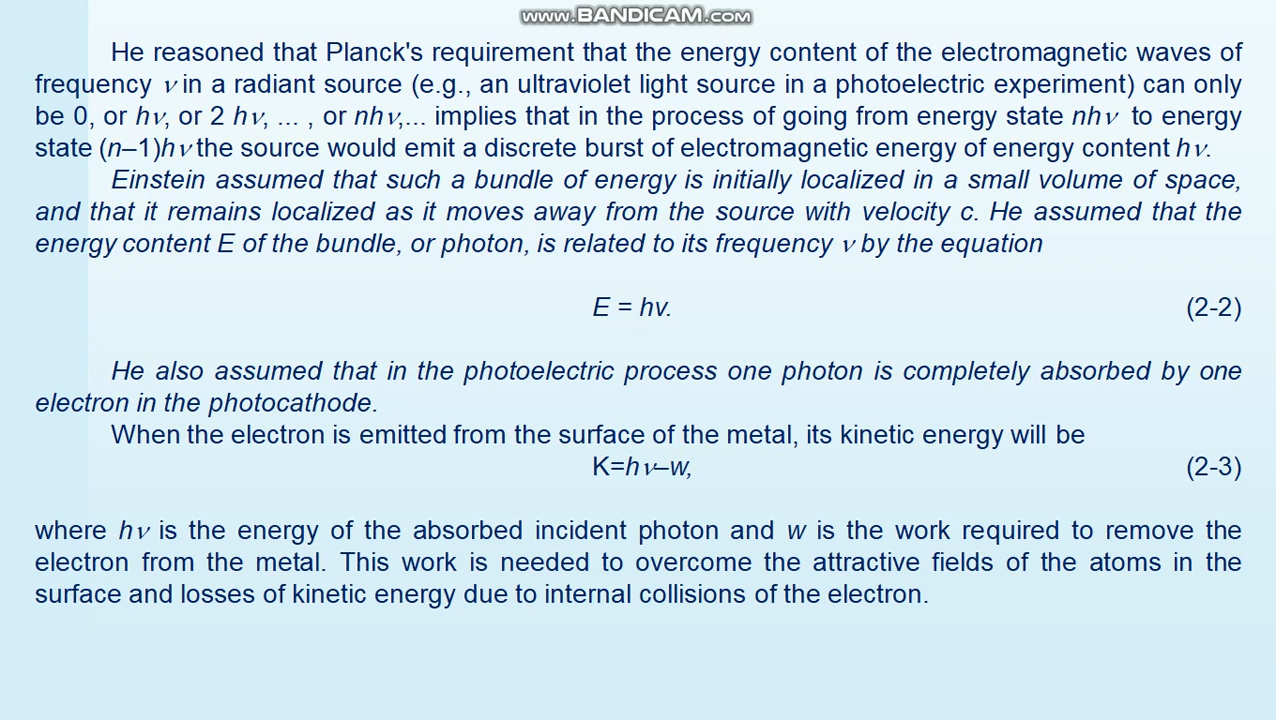 www.BANDICAM.com
He reasoned that Planck's requirement that the energy content of the electromagnetic waves of
frequency ν in a radiant source (e.g., an ultraviolet light source in a photoelectric experiment) can only
be 0, or hν, or 2 hν, ... , or nhν,... implies that in the process of going from energy state nhν to energy
state (n–1)hν the source would emit a discrete burst of electromagnetic energy of energy content hν.
Einstein assumed that such a bundle of energy is initially localized in a small volume of space,
and that it remains localized as it moves away from the source with velocity c. He assumed that the
energy content E of the bundle, or photon, is related to its frequency ν by the equation
E = hv. (2-2)
He also assumed that in the photoelectric process one photon is completely absorbed by one
electron in the photocathode.
When the electron is emitted from the surface of the metal, its kinetic energy will be
K=hν–w, (2-3)
where hν is the energy of the absorbed incident photon and w is the work required to remove the
electron from the metal. This work is needed to overcome the attractive fields of the atoms in the
surface and losses of kinetic energy due to internal collisions of the electron.